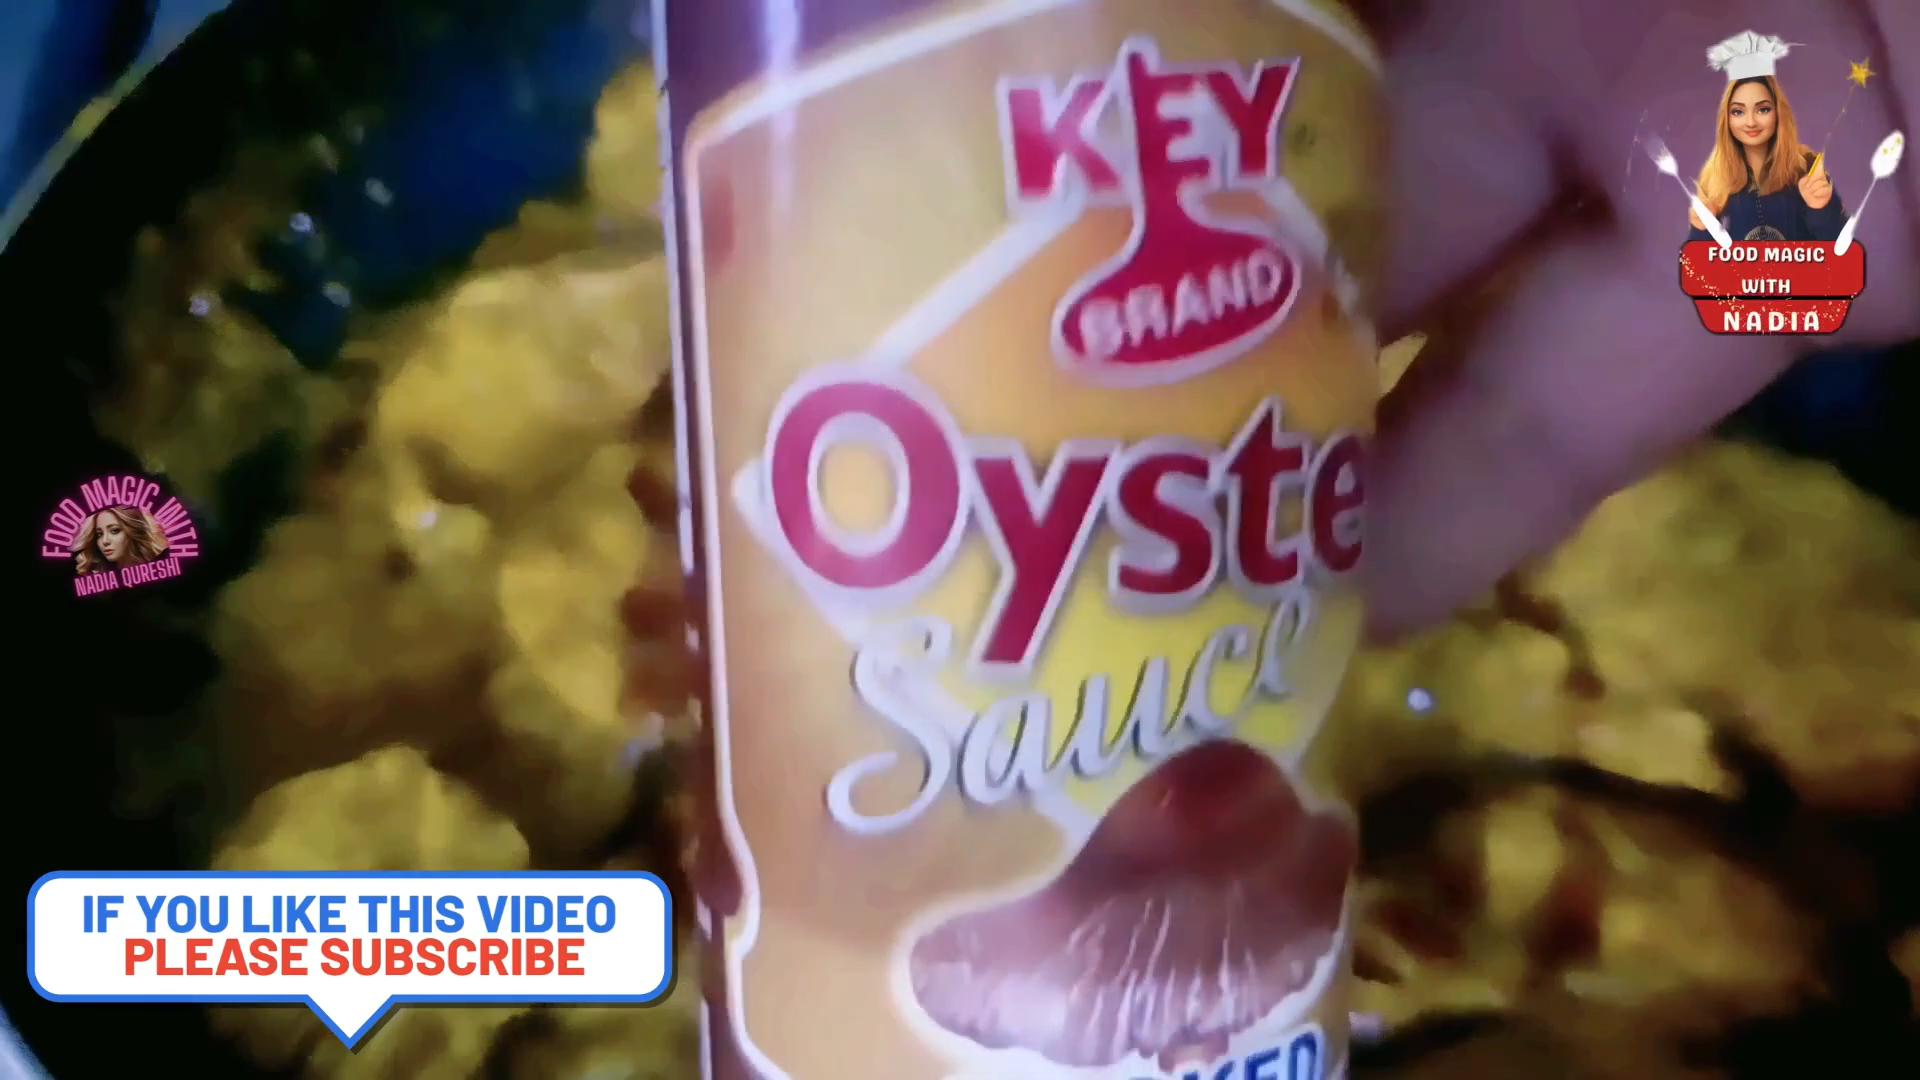 KEY
BRAND
Oyste
Sauce
FOOD MAGIC
WITH
NADIA
FOOD MAGIC WITH
NADIA QURESHI
IF YOU LIKE THIS VIDEO
PLEASE SUBSCRIBE